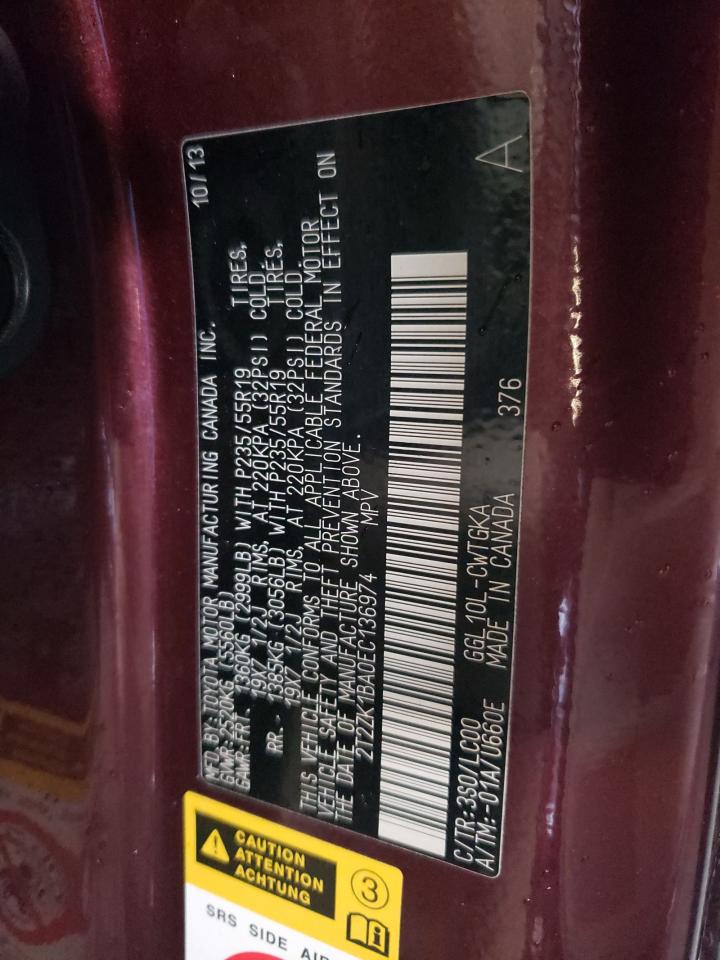 MFD. BY: TOYOTA MOTOR MANUFACTURING CANADA INC. 10/13
GVWR: 2520KG (5560LB)
GAWR: FRT. 1360KG (2999LB) WITH P235/55R19 TIRES,
19X7 1/2J RIMS, AT 220KPA (32PSI) COLD.
RR.- 1385KG (3056LB) WITH P235/55R19 TIRES,
19X7 1/2J RIMS, AT 220KPA (32PSI) COLD
THIS VEHICLE CONFORMS TO ALL APPLICABLE FEDERAL MOTOR
VEHICLE SAFETY AND THEFT PREVENTION STANDARDS IN EFFECT ON
THE DATE OF MANUFACTURE SHOWN ABOVE.
2T2ZK1BA0EC136974 MPV
C/TR:3S0/LC00 GGL10L-CWTGKA
A/TM:-01A/U660E MADE IN CANADA 376 A
CAUTION
ATTENTION
ACHTUNG
3
SRS SIDE